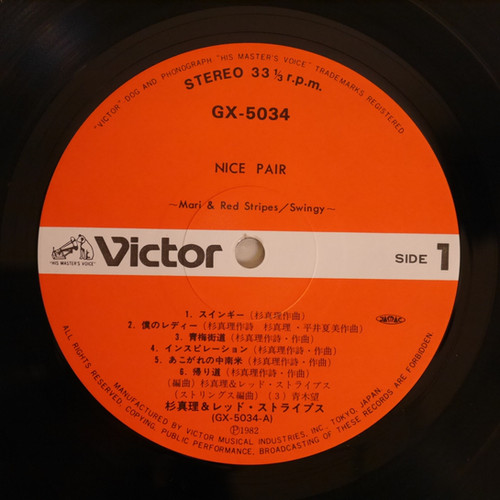 "VICTOR" DOG AND PHONOGRAPH "HIS MASTER'S VOICE" TRADEMARKS REGISTERED
STEREO 33⅓ r.p.m.
GX-5034
NICE PAIR
~Mari & Red Stripes/Swingy~
"HIS MASTER'S VOICE"
Victor
SIDE 1
1. スインギー (杉真理作曲)
2. 僕のレディー (杉真理作詩 杉真理・平井夏美作曲)
3. 青梅街道 (杉真理作詩・作曲)
4. インスピレーション (杉真理作詩・作曲)
5. あこがれの中南米 (杉真理作詩・作曲)
6. 帰り道 (杉真理作詩・作曲)
(編曲) 杉真理&レッド・ストライプス
(ストリングス編曲) (3) 青木望
杉真理&レッド・ストライプス
(GX-5034-A)
Ⓟ1982
MANUFACTURED BY VICTOR MUSICAL INDUSTRIES, INC., TOKYO, JAPAN
ALL RIGHTS RESERVED. COPYING, PUBLIC PERFORMANCE, BROADCASTING OF THESE RECORDS ARE FORBIDDEN.